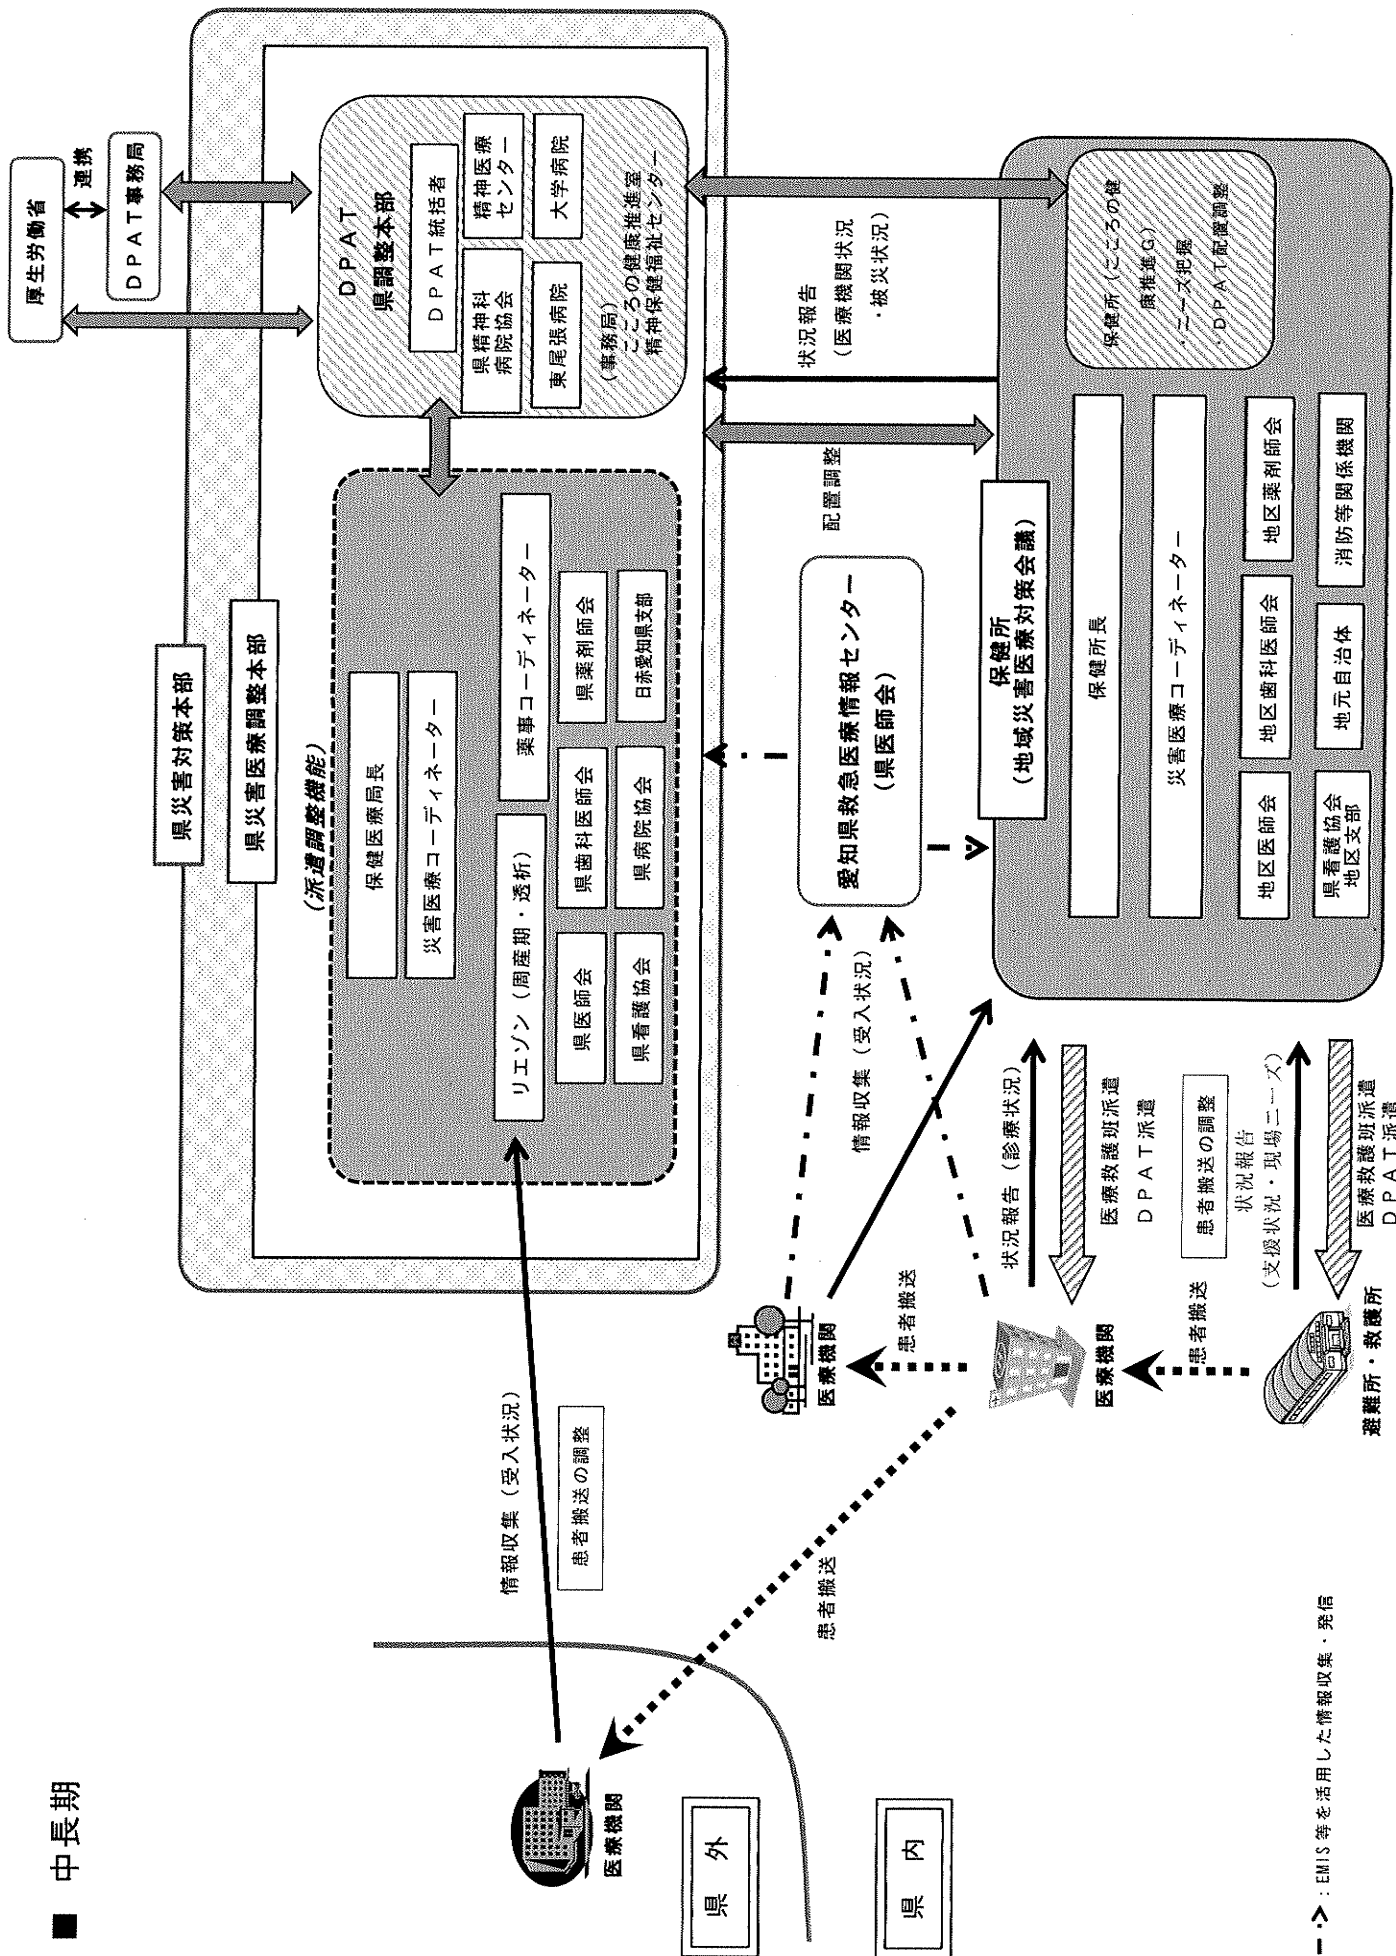 ■ 中長期
厚生労働省
連携
DPAT事務局
県災害対策本部
県災害医療調整本部
(派遣調整機能)
保健医療局長
災害医療コーディネーター
リエゾン（周産期・透析）
薬事コーディネーター
県医師会
県歯科医師会
県薬剤師会
県看護協会
県病院協会
日赤愛知県支部
DPAT
県調整本部
DPAT統括者
県精神科
病院協会
精神医療
センター
東尾張病院
大学病院
（事務局）
こころの健康推進室
精神保健福祉センター
情報収集（受入状況）
患者搬送の調整
医療機関
県外
県内
患者搬送
医療機関
患者搬送
医療機関
患者搬送
避難所・救護所
愛知県救急医療情報センター
（県医師会）
情報収集（受入状況）
配置調整
状況報告
（医療機関状況
・被災状況）
状況報告（診療状況）
医療救護班派遣
DPAT派遣
患者搬送の調整
状況報告
（支援状況・現場ニーズ）
医療救護班派遣
DPAT派遣
保健所
（地域災害医療対策会議）
保健所長
災害医療コーディネーター
地区医師会
地区歯科医師会
地区薬剤師会
県看護協会
地区支部
地元自治体
消防等関係機関
保健所（こころの健
康推進G）
・ニーズ把握
・DPAT配置調整
：EMIS等を活用した情報収集・発信